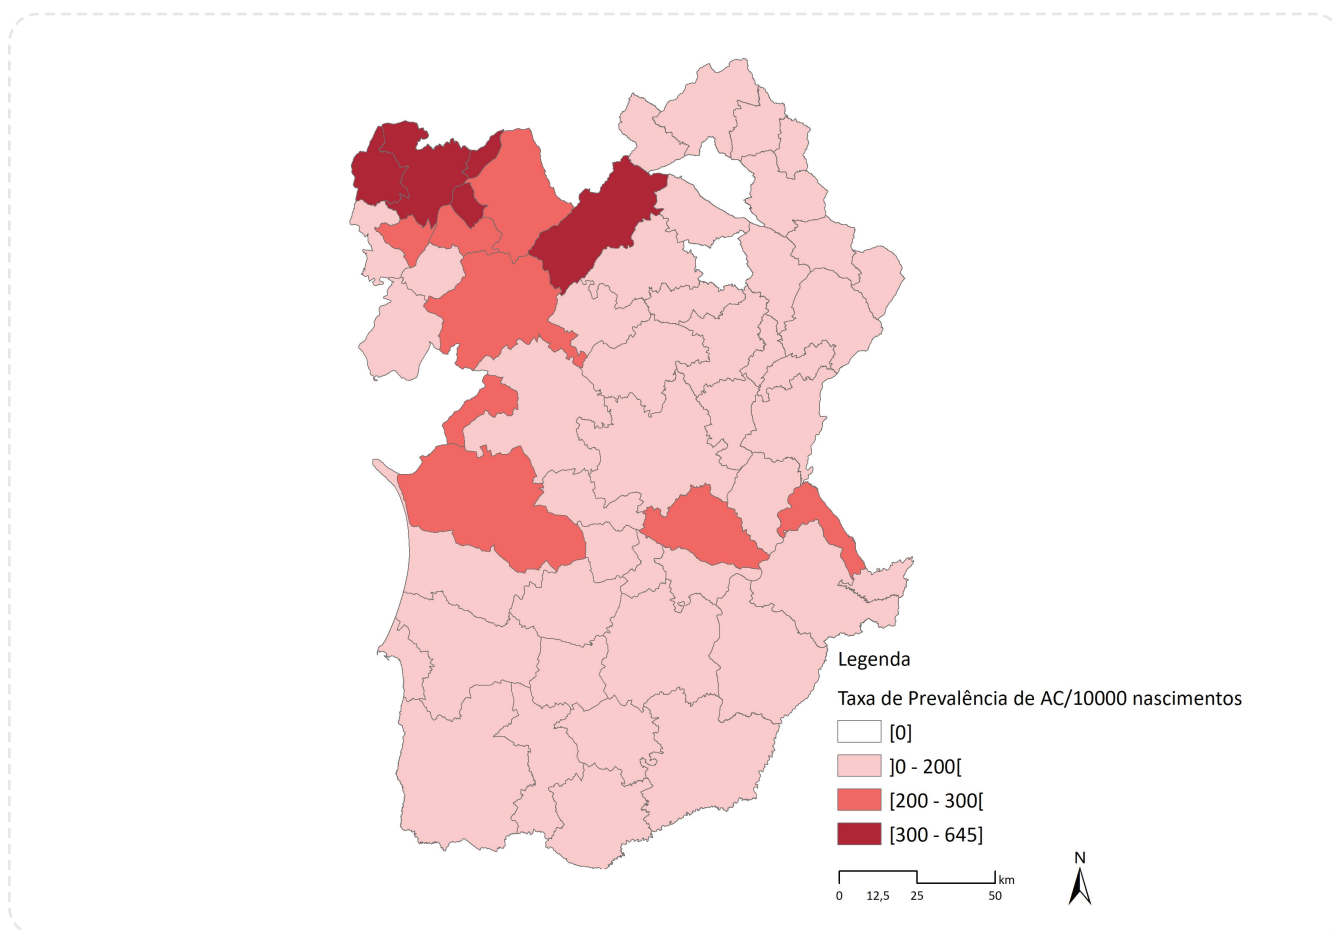 Legenda
Taxa de Prevalência de AC/10000 nascimentos
[0]
]0 - 200[
[200 - 300[
[300 - 645]
N
km
0 12,5 25 50